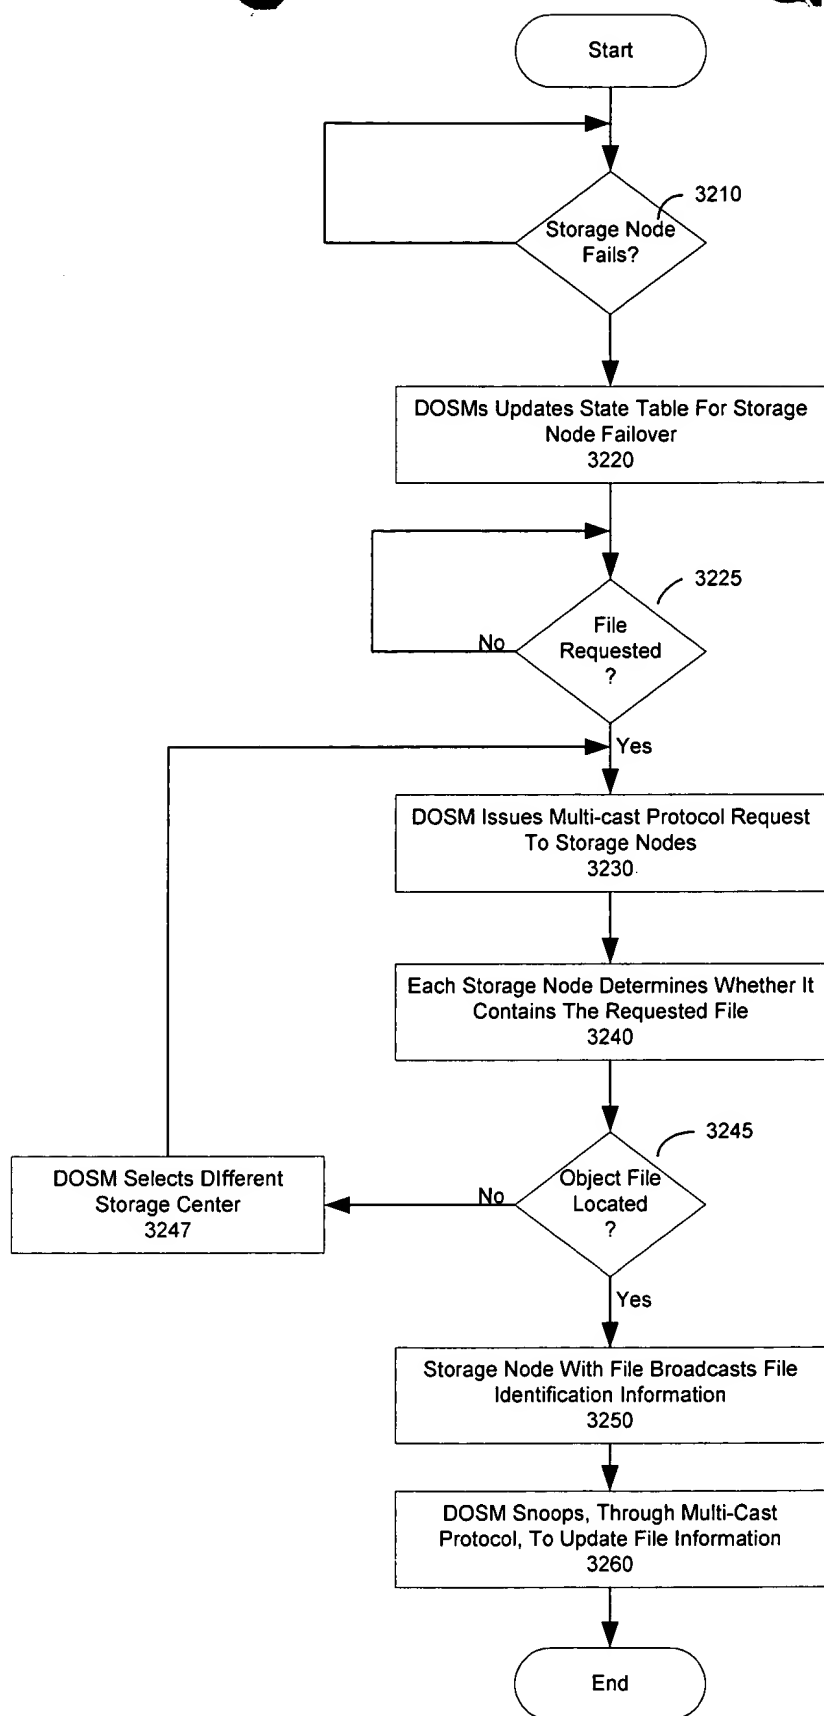 Start
3210
Storage Node
Fails?
DOSMs Updates State Table For Storage
Node Failover
3220
3225
File
Requested
?
No
Yes
DOSM Issues Multi-cast Protocol Request
To Storage Nodes
3230
Each Storage Node Determines Whether It
Contains The Requested File
3240
3245
Object File
Located
?
No
DOSM Selects DIfferent
Storage Center
3247
Yes
Storage Node With File Broadcasts File
Identification Information
3250
DOSM Snoops, Through Multi-Cast
Protocol, To Update File Information
3260
End